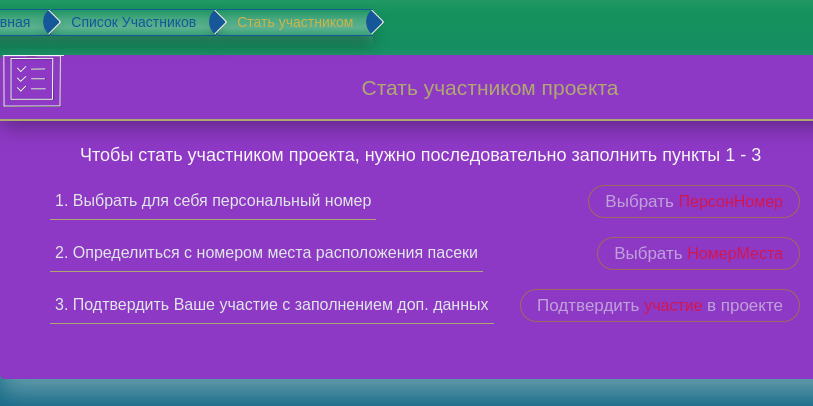 вная Список Участников Стать участником
Стать участником проекта
Чтобы стать участником проекта, нужно последовательно заполнить пункты 1 - 3
1. Выбрать для себя персональный номер Выбрать ПерсонНомер
2. Определиться с номером места расположения пасеки Выбрать НомерМеста
3. Подтвердить Ваше участие с заполнением доп. данных Подтвердить участие в проекте